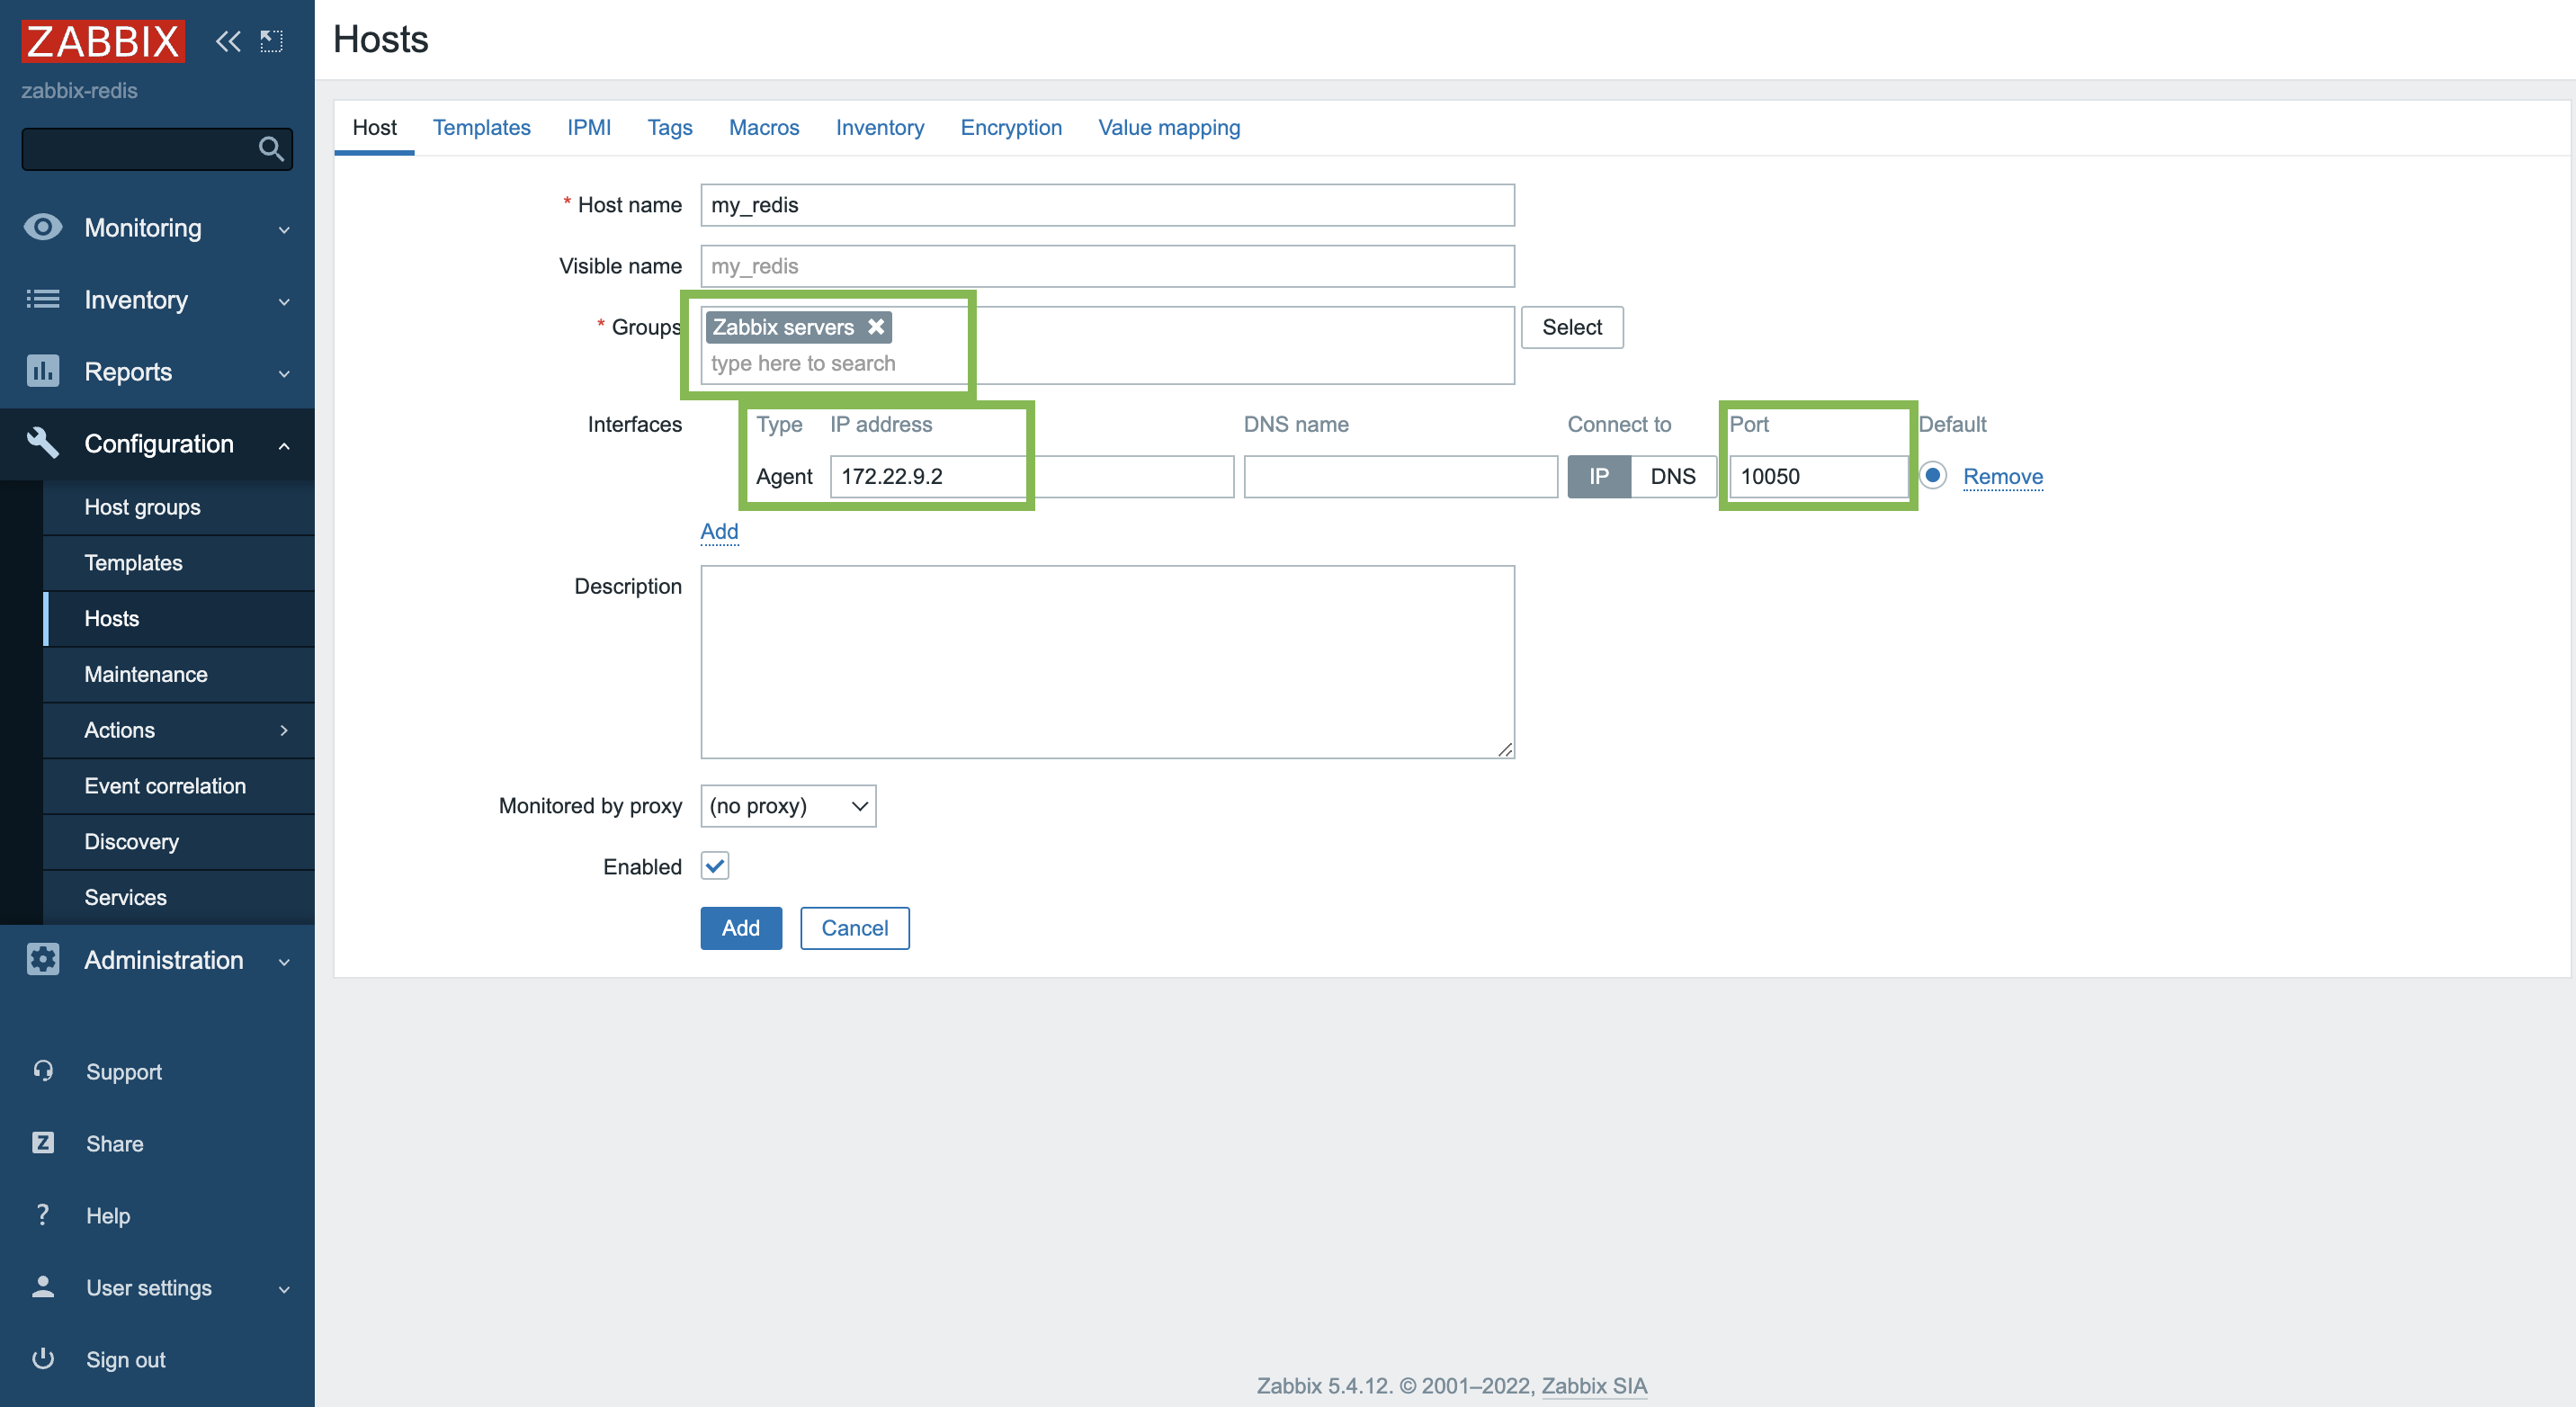 ZABBIX
zabbix-redis
Monitoring
Inventory
Reports
Configuration
Host groups
Templates
Hosts
Maintenance
Actions
Event correlation
Discovery
Services
Administration
Support
Share
Help
User settings
Sign out
Hosts
Host Templates IPMI Tags Macros Inventory Encryption Value mapping
* Host name my_redis
Visible name my_redis
* Groups Zabbix servers Select
type here to search
Interfaces Type IP address DNS name Connect to Port Default
Agent 172.22.9.2 IP DNS 10050 Remove
Add
Description
Monitored by proxy (no proxy)
Enabled
Add Cancel
Zabbix 5.4.12. © 2001–2022, Zabbix SIA